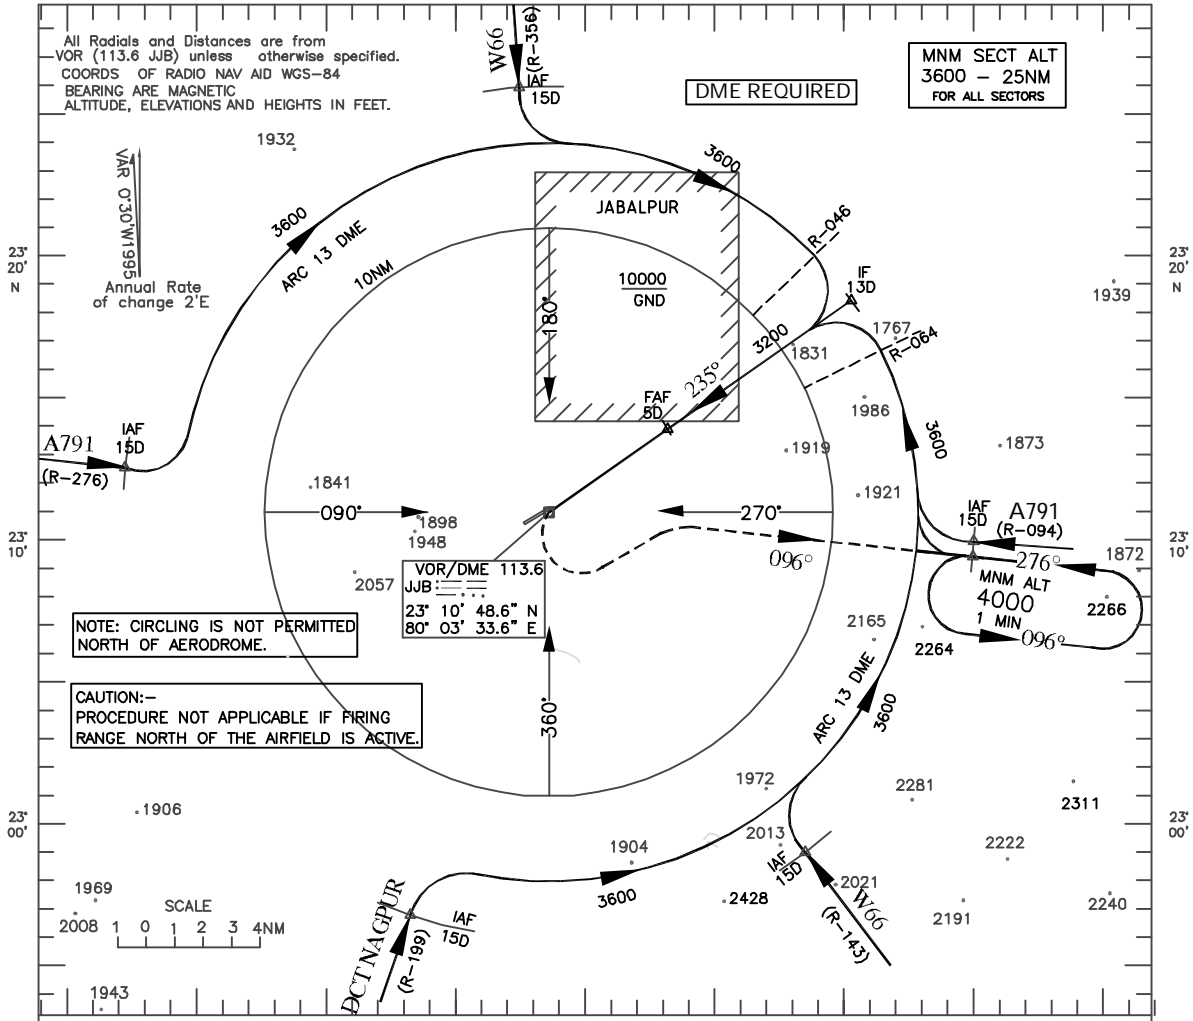 All Radials and Distances are from
VOR (113.6 JJB) unless otherwise specified.
COORDS OF RADIO NAV AID WGS-84
BEARING ARE MAGNETIC
ALTITUDE, ELEVATIONS AND HEIGHTS IN FEET.
W66
(R-356)
IAF
15D
DME REQUIRED
MNM SECT ALT
3600 - 25NM
FOR ALL SECTORS
1932
VAR 0°30'W1995
Annual Rate
of change 2'E
3600
ARC 13 DME
10NM
3600
JABALPUR
10000
GND
180°
R-046
IF
13D
3200
1831
1767
R-064
1939
23°
20'
N
23°
20'
N
235°
FAF
5D
1986
1919
1921
3600
1873
A791
(R-276)
IAF
15D
1841
090°
1898
1948
2057
270°
096°
IAF
15D
A791
(R-094)
276°
1872
MNM ALT
4000
1 MIN
096°
2266
23°
10'
23°
10'
VOR/DME 113.6
JJB
23° 10' 48.6" N
80° 03' 33.6" E
NOTE: CIRCLING IS NOT PERMITTED
NORTH OF AERODROME.
2165
2264
ARC 13 DME
3600
360°
CAUTION:-
PROCEDURE NOT APPLICABLE IF FIRING
RANGE NORTH OF THE AIRFIELD IS ACTIVE.
1972
2281
2311
1906
23°
00'
23°
00'
2013
1904
2222
IAF
15D
2021
W66
(R-143)
3600
2428
2191
2240
1969
2008
SCALE
1 0 1 2 3 4NM
DCT NAGPUR
(R-199)
IAF
15D
1943